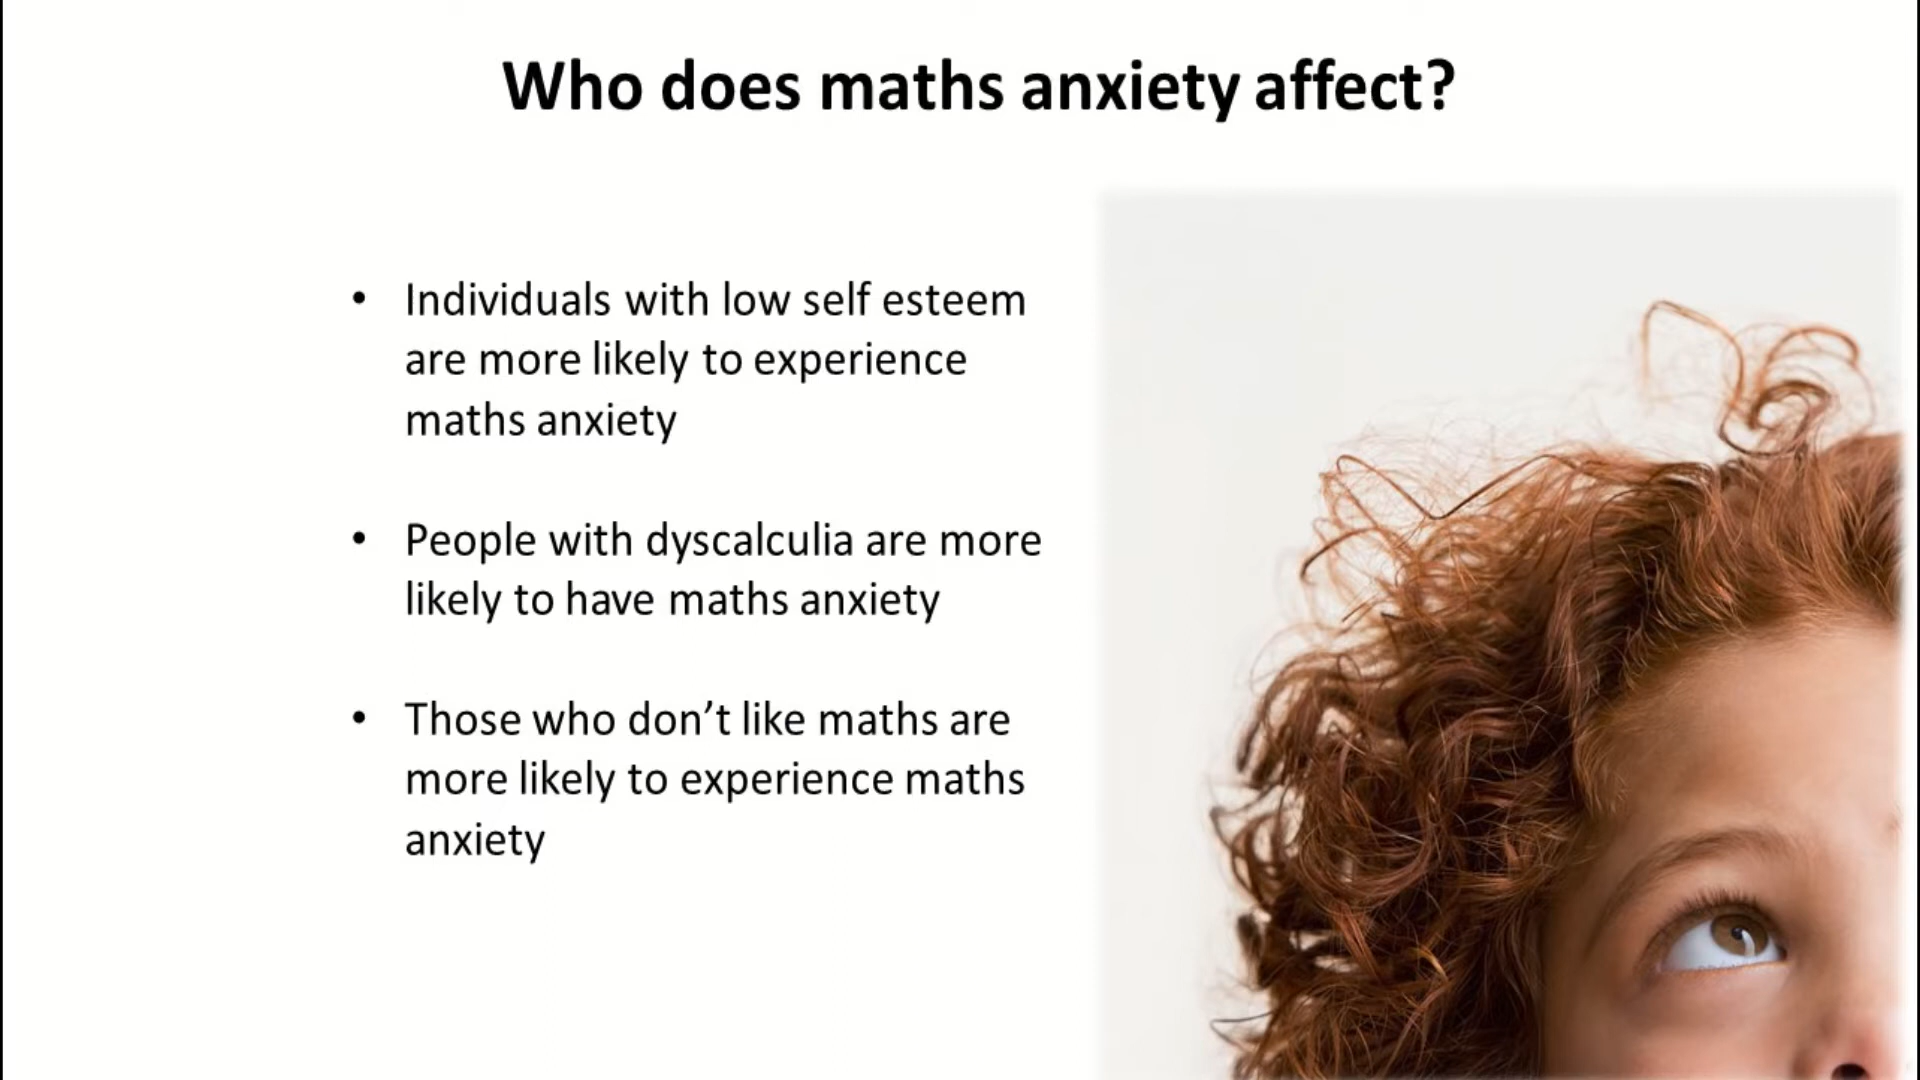 Who does maths anxiety affect?
• Individuals with low self esteem
are more likely to experience
maths anxiety
• People with dyscalculia are more
likely to have maths anxiety
• Those who don’t like maths are
more likely to experience maths
anxiety